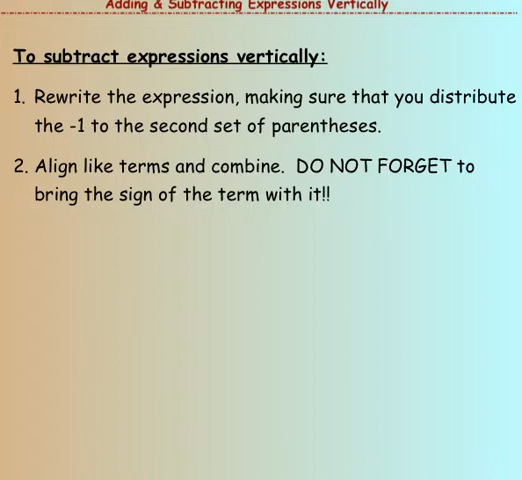 Adding & Subtracting Expressions Vertically
To subtract expressions vertically:
1. Rewrite the expression, making sure that you distribute
the -1 to the second set of parentheses.
2. Align like terms and combine. DO NOT FORGET to
bring the sign of the term with it!!